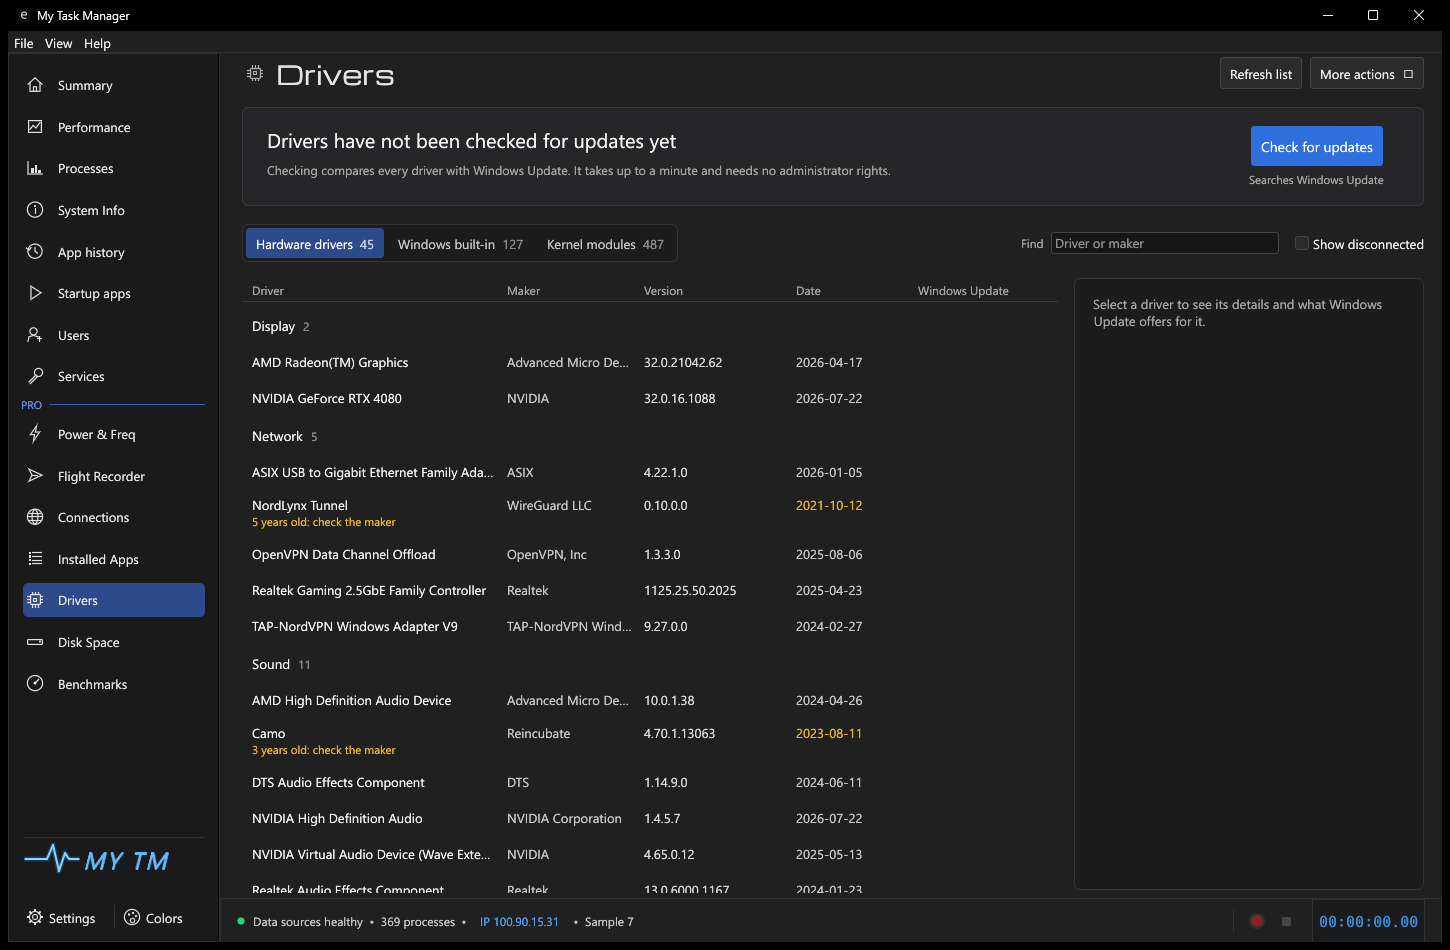 My Task Manager
File View Help
Summary
Performance
Processes
System Info
App history
Startup apps
Users
Services
PRO
Power & Freq
Flight Recorder
Connections
Installed Apps
Drivers
Disk Space
Benchmarks
MY TM
Settings
Colors
Drivers
Refresh list
More actions
Drivers have not been checked for updates yet
Checking compares every driver with Windows Update. It takes up to a minute and needs no administrator rights.
Check for updates
Searches Windows Update
Hardware drivers 45
Windows built-in 127
Kernel modules 487
Find
Driver or maker
Show disconnected
Driver Maker Version Date Windows Update
Display 2
AMD Radeon(TM) Graphics Advanced Micro De... 32.0.21042.62 2026-04-17
NVIDIA GeForce RTX 4080 NVIDIA 32.0.16.1088 2026-07-22
Network 5
ASIX USB to Gigabit Ethernet Family Ada... ASIX 4.22.1.0 2026-01-05
NordLynx Tunnel WireGuard LLC 0.10.0.0 2021-10-12
5 years old: check the maker
OpenVPN Data Channel Offload OpenVPN, Inc 1.3.3.0 2025-08-06
Realtek Gaming 2.5GbE Family Controller Realtek 1125.25.50.2025 2025-04-23
TAP-NordVPN Windows Adapter V9 TAP-NordVPN Wind... 9.27.0.0 2024-02-27
Sound 11
AMD High Definition Audio Device Advanced Micro De... 10.0.1.38 2024-04-26
Camo Reincubate 4.70.1.13063 2023-08-11
3 years old: check the maker
DTS Audio Effects Component DTS 1.14.9.0 2024-06-11
NVIDIA High Definition Audio NVIDIA Corporation 1.4.5.7 2026-07-22
NVIDIA Virtual Audio Device (Wave Exte... NVIDIA 4.65.0.12 2025-05-13
Realtek Audio Effects Component Realtek 13.0.6000.1167 2024-01-23
Select a driver to see its details and what Windows
Update offers for it.
Data sources healthy • 369 processes • IP 100.90.15.31 • Sample 7
00:00:00.00